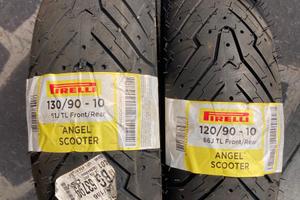 PIRELLI
130/90 - 10
61J TL Front/Rear
ANGEL
SCOOTER
PIRELLI
120/90 - 10
66J TL Front/Rear
ANGEL
SCOOTER